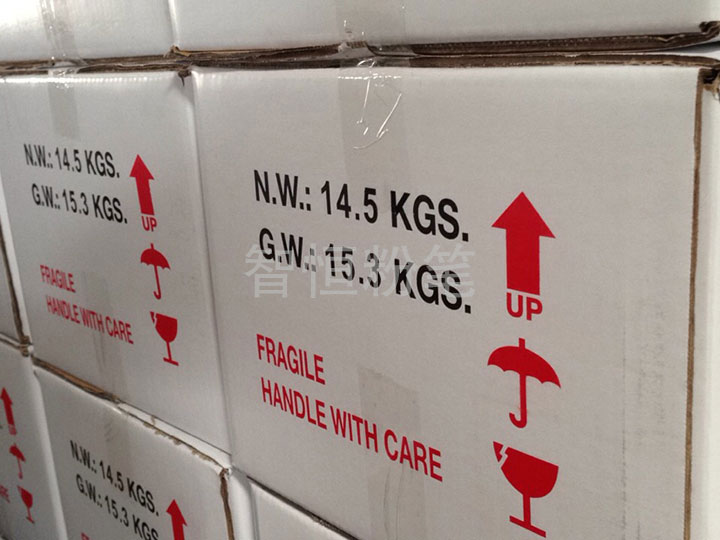 N.W.: 14.5 KGS.
G.W.: 15.3 KGS.
UP
FRAGILE
HANDLE WITH CARE
N.W.: 14.5 KGS.
G.W.: 15.3 KGS.
UP
FRAGILE
HANDLE WITH CARE
智恒粉笔
N.W.: 14.5 KGS.
G.W.: 15.3 KGS.